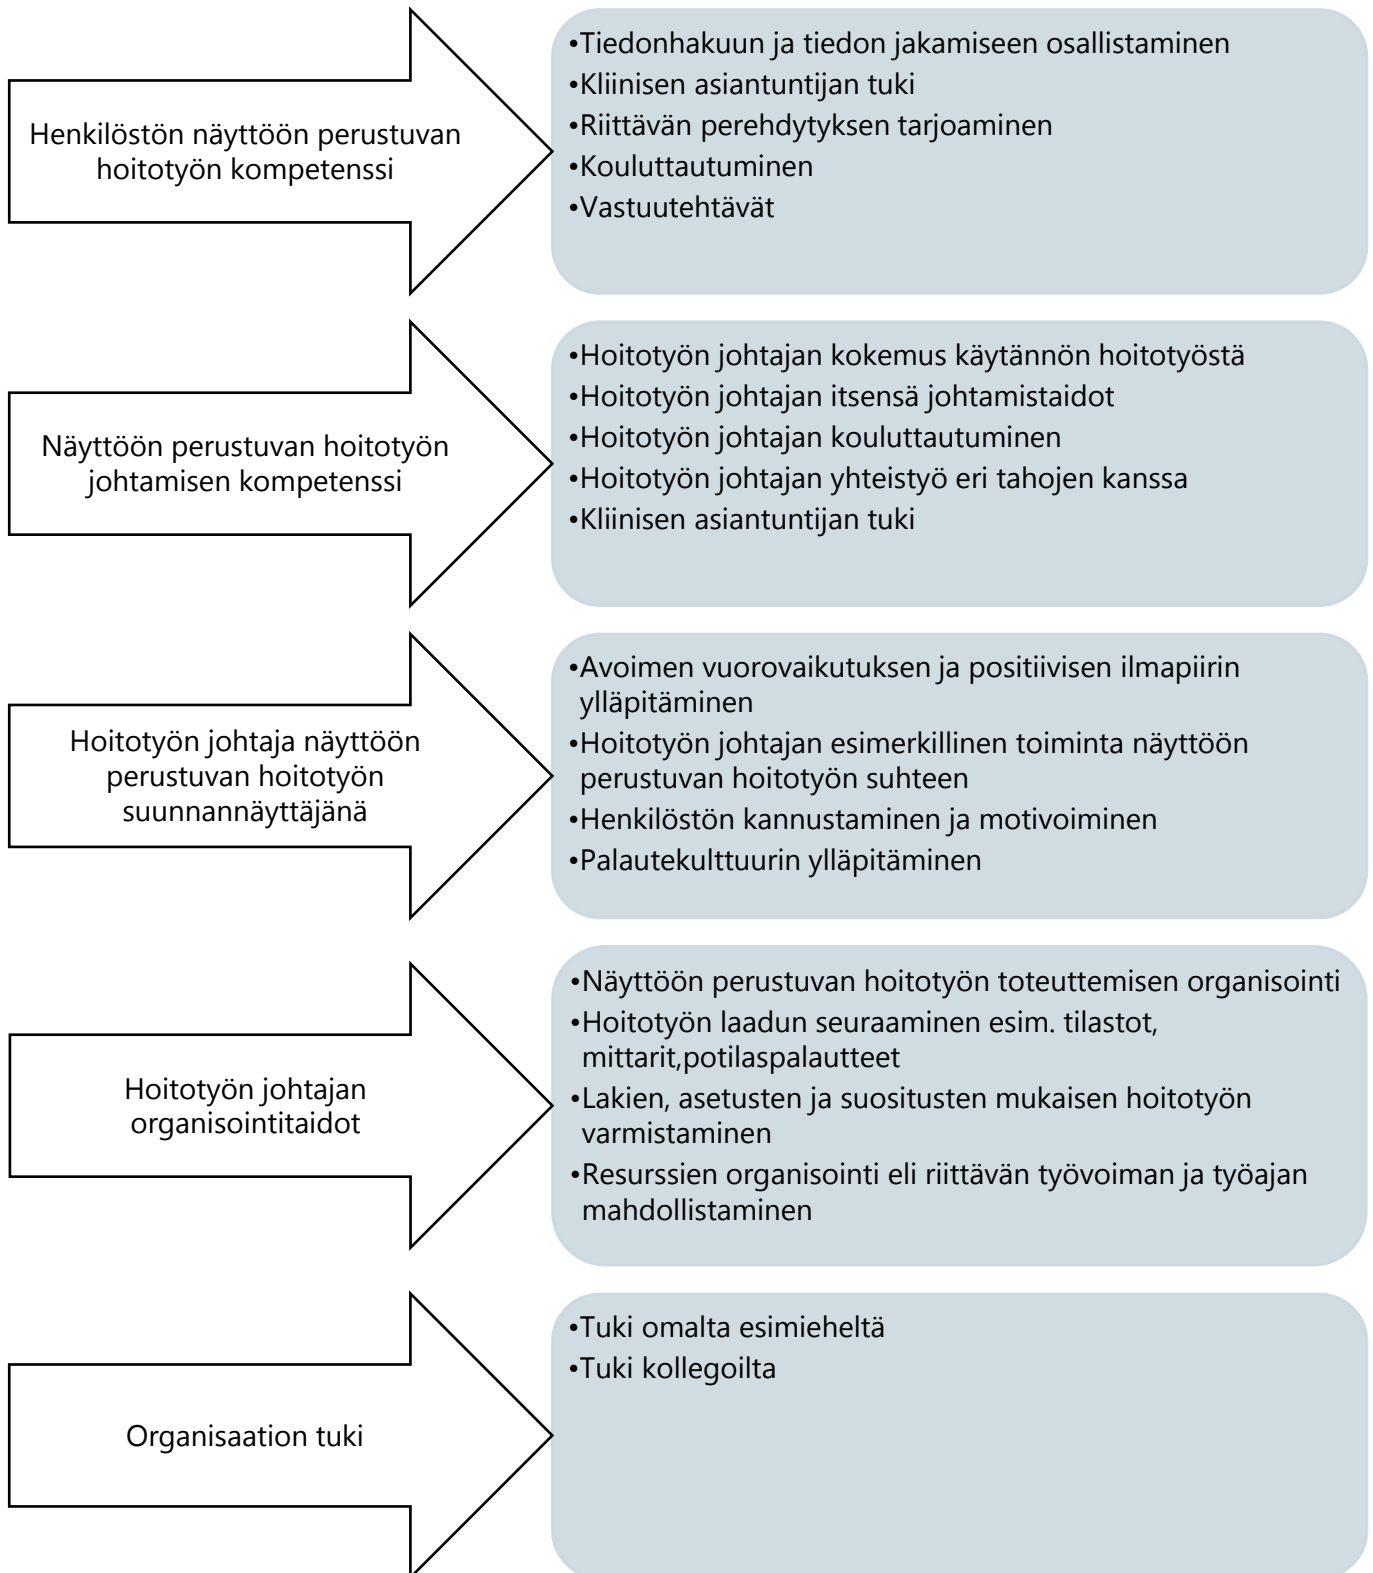 Henkilöstön näyttöön perustuvan
hoitotyön kompetenssi
•Tiedonhakuun ja tiedon jakamiseen osallistaminen
•Kliinisen asiantuntijan tuki
•Riittävän perehdytyksen tarjoaminen
•Kouluttautuminen
•Vastuutehtävät
Näyttöön perustuvan hoitotyön
johtamisen kompetenssi
•Hoitotyön johtajan kokemus käytännön hoitotyöstä
•Hoitotyön johtajan itsensä johtamistaidot
•Hoitotyön johtajan kouluttautuminen
•Hoitotyön johtajan yhteistyö eri tahojen kanssa
•Kliinisen asiantuntijan tuki
Hoitotyön johtaja näyttöön
perustuvan hoitotyön
suunnannäyttäjänä
•Avoimen vuorovaikutuksen ja positiivisen ilmapiirin
ylläpitäminen
•Hoitotyön johtajan esimerkillinen toiminta näyttöön
perustuvan hoitotyön suhteen
•Henkilöstön kannustaminen ja motivoiminen
•Palautekulttuurin ylläpitäminen
Hoitotyön johtajan
organisointitaidot
•Näyttöön perustuvan hoitotyön toteuttemisen organisointi
•Hoitotyön laadun seuraaminen esim. tilastot,
mittarit,potilaspalautteet
•Lakien, asetusten ja suositusten mukaisen hoitotyön
varmistaminen
•Resurssien organisointi eli riittävän työvoiman ja työajan
mahdollistaminen
Organisaation tuki
•Tuki omalta esimieheltä
•Tuki kollegoilta